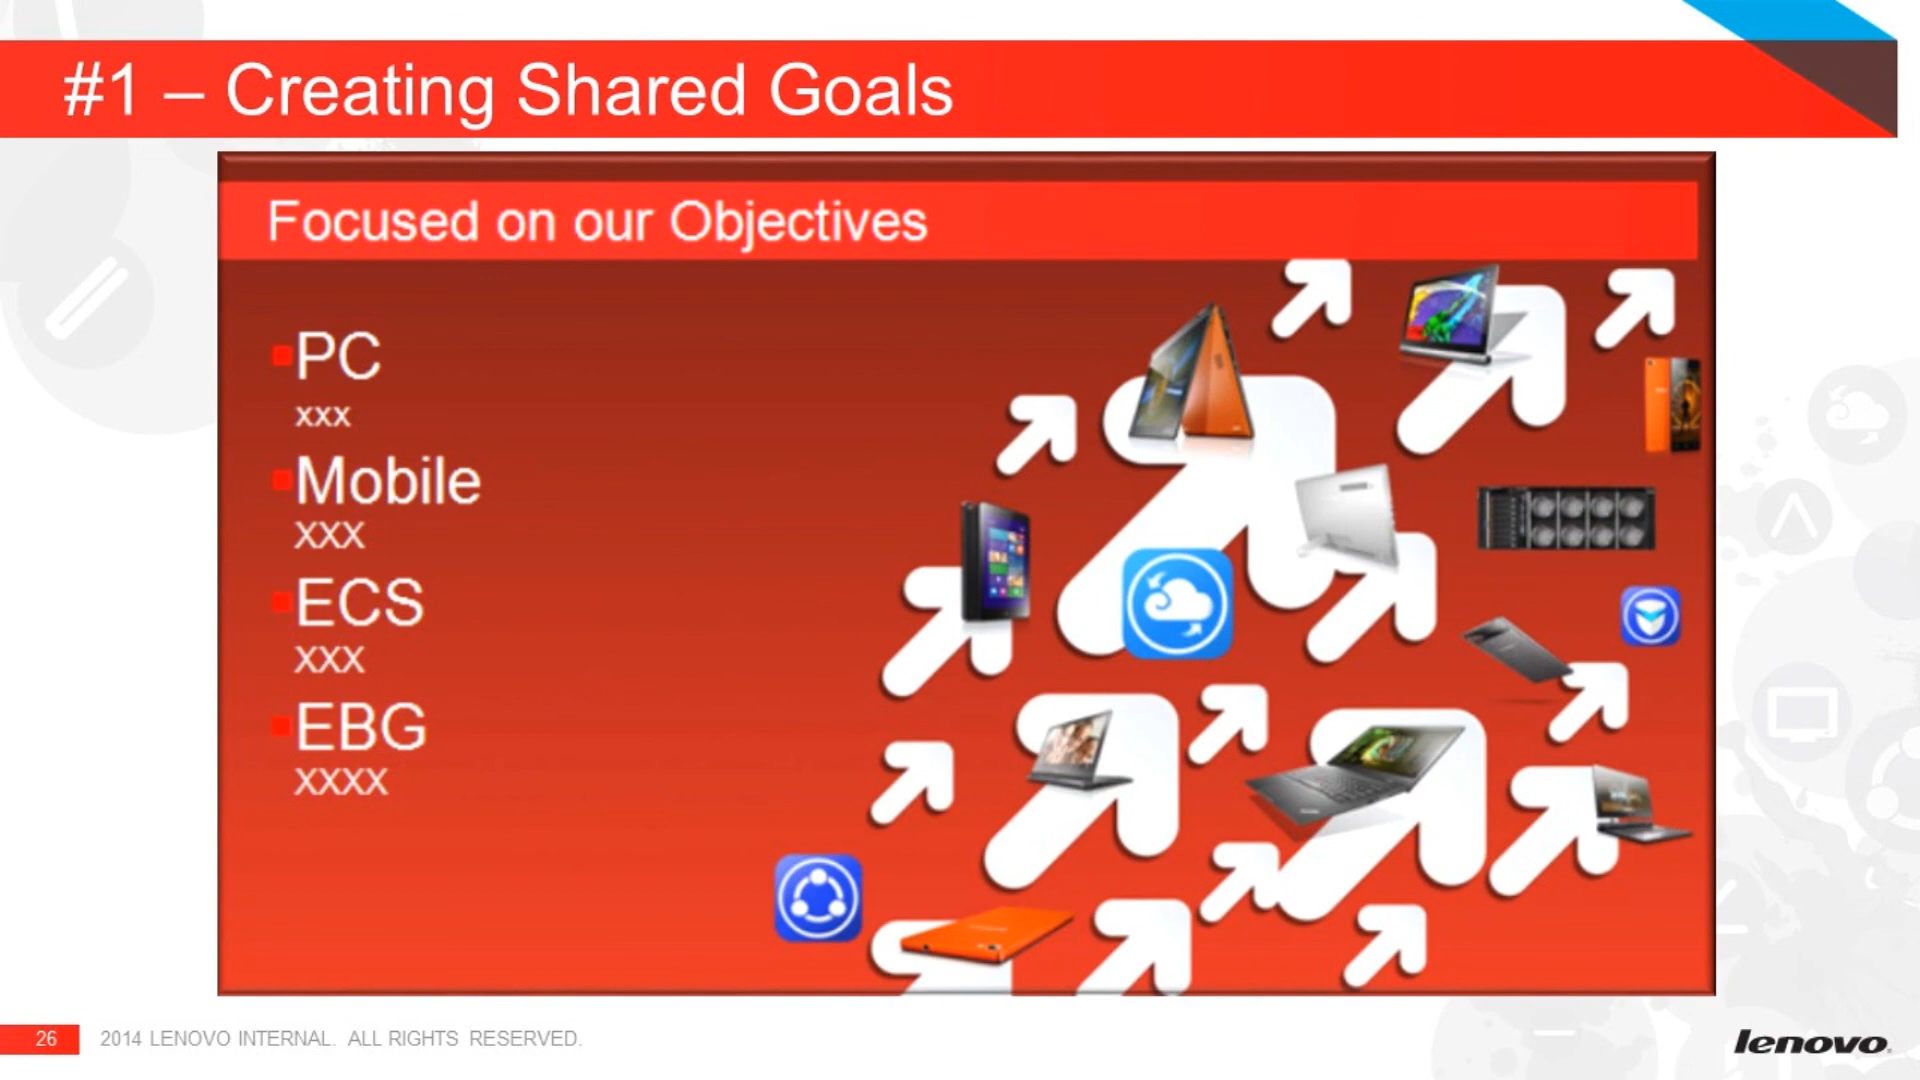 #1 – Creating Shared Goals
Focused on our Objectives
PC
xxx
Mobile
XXX
ECS
XXX
EBG
XXXX
26
2014 LENOVO INTERNAL. ALL RIGHTS RESERVED.
lenovo